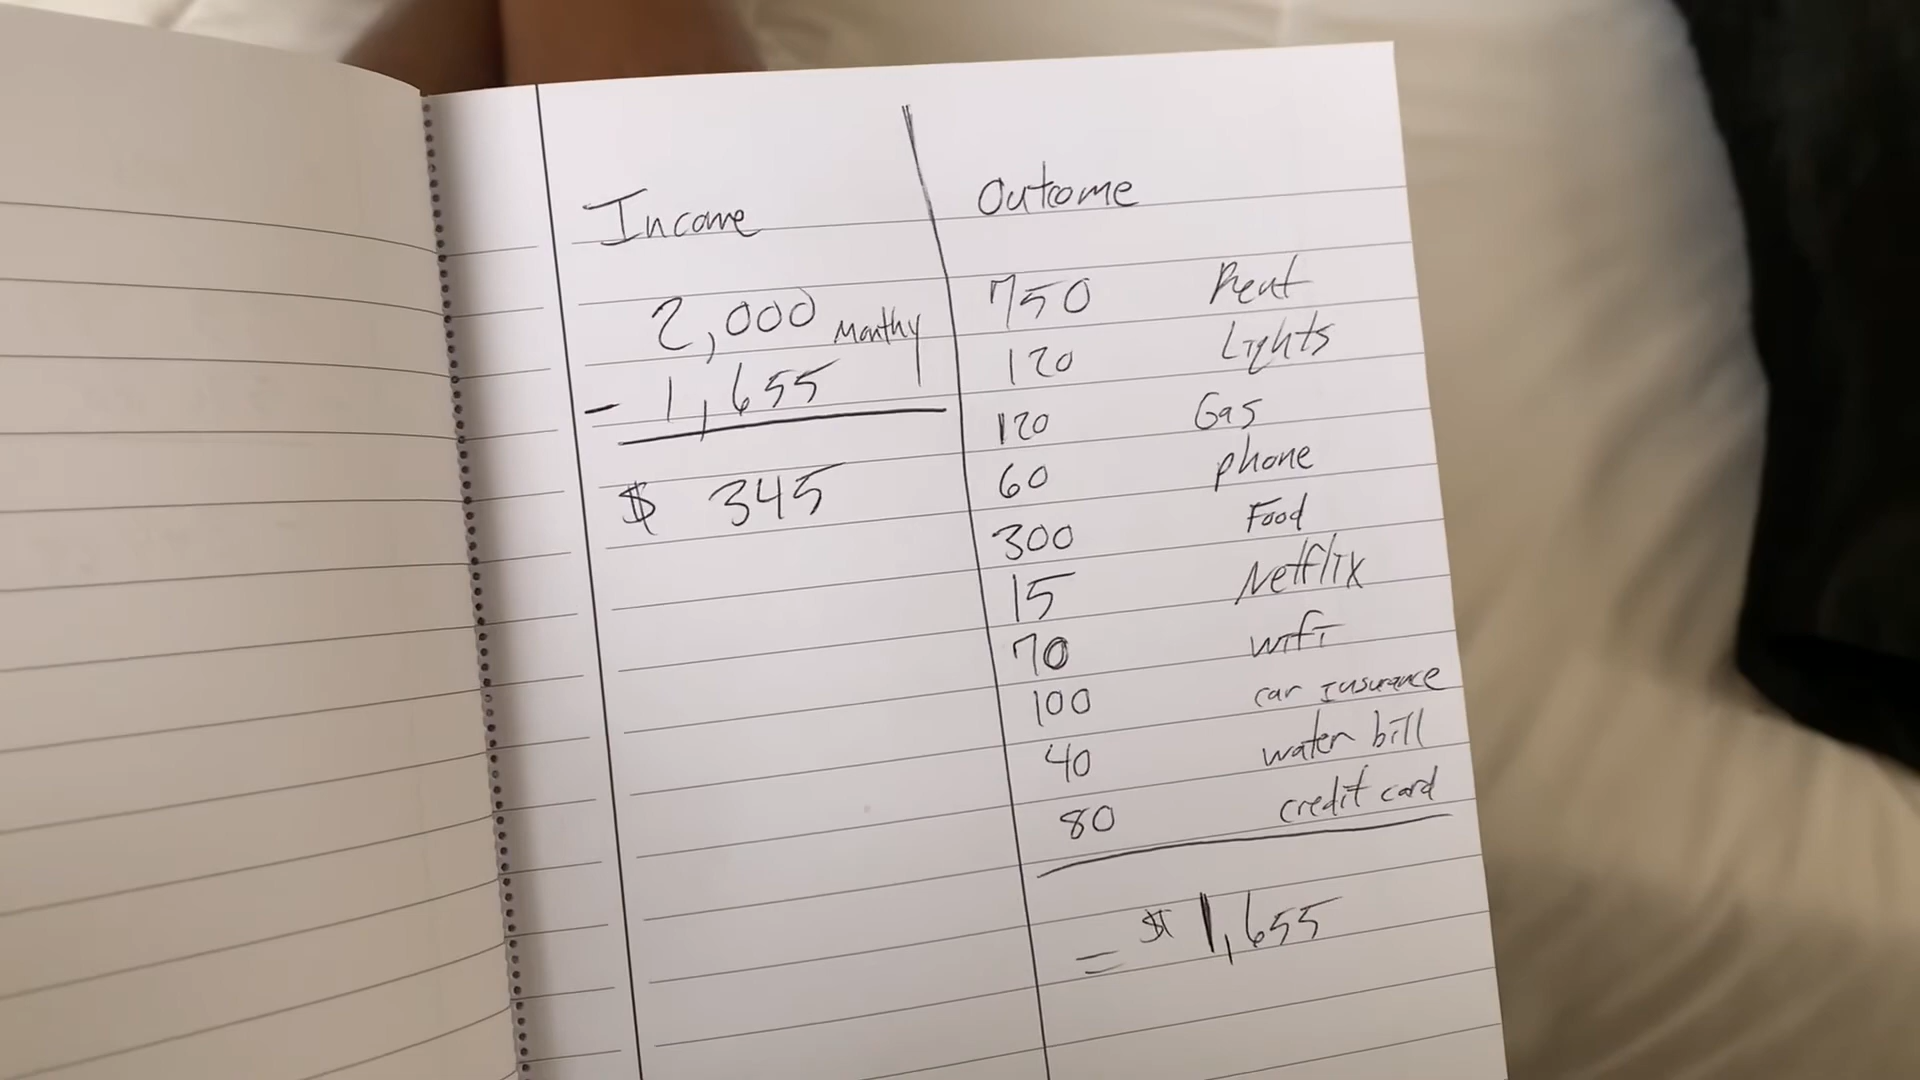 Income
2,000 Monthy
- 1,655
$ 345
Outcome
750 Rent
120 Lights
120 Gas
60 phone
300 Food
15 Netflix
70 wifi
100 car insurance
40 water bill
80 credit card
= $ 1,655